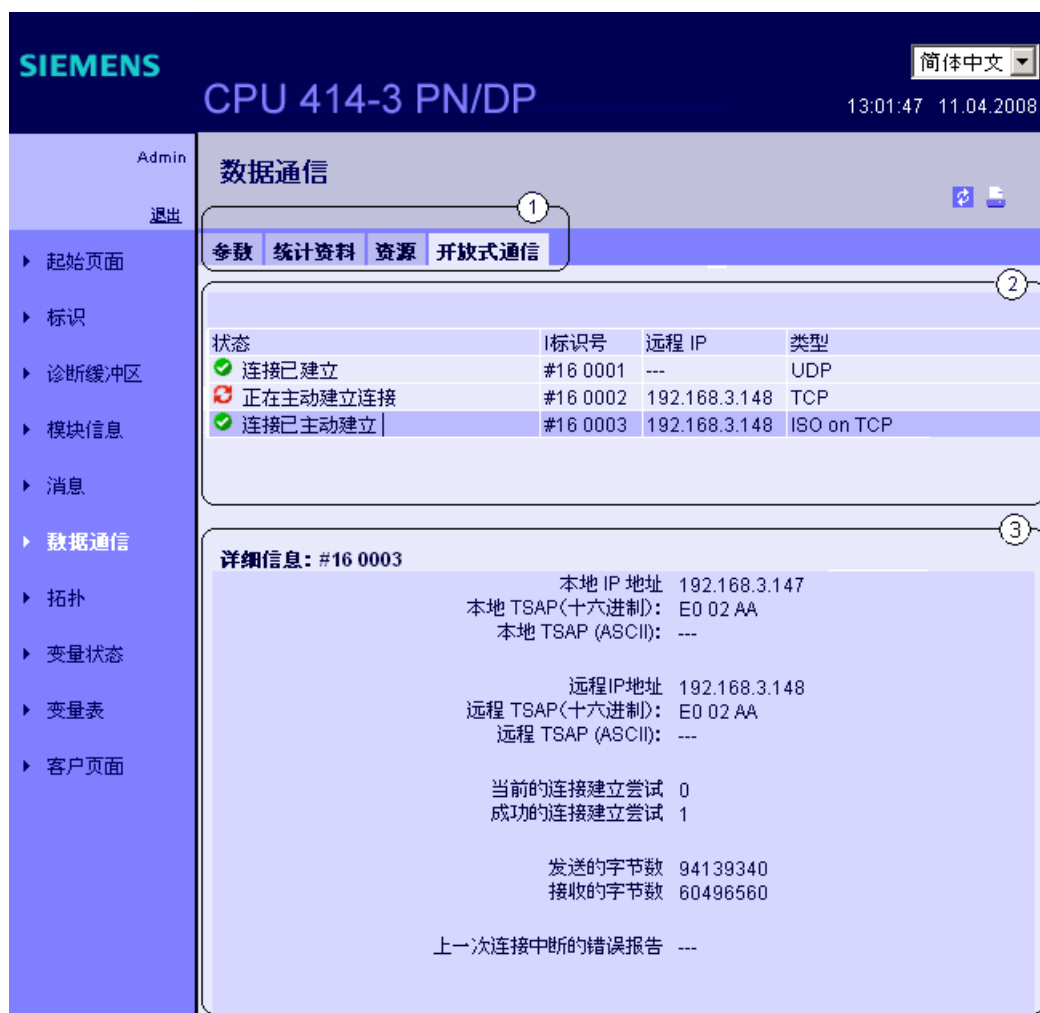 SIEMENS
简体中文
CPU 414-3 PN/DP
13:01:47 11.04.2008
Admin
退出
数据通信
1
参数 统计资料 资源 开放式通信
起始页面
标识
诊断缓冲区
模块信息
消息
数据通信
拓扑
变量状态
变量表
客户页面
2
状态 I标识号 远程 IP 类型
连接已建立 #16 0001 --- UDP
正在主动建立连接 #16 0002 192.168.3.148 TCP
连接已主动建立 #16 0003 192.168.3.148 ISO on TCP
3
详细信息: #16 0003
本地 IP 地址 192.168.3.147
本地 TSAP(十六进制): E0 02 AA
本地 TSAP (ASCII): ---
远程IP地址 192.168.3.148
远程 TSAP(十六进制): E0 02 AA
远程 TSAP (ASCII): ---
当前的连接建立尝试 0
成功的连接建立尝试 1
发送的字节数 94139340
接收的字节数 60496560
上一次连接中断的错误报告 ---